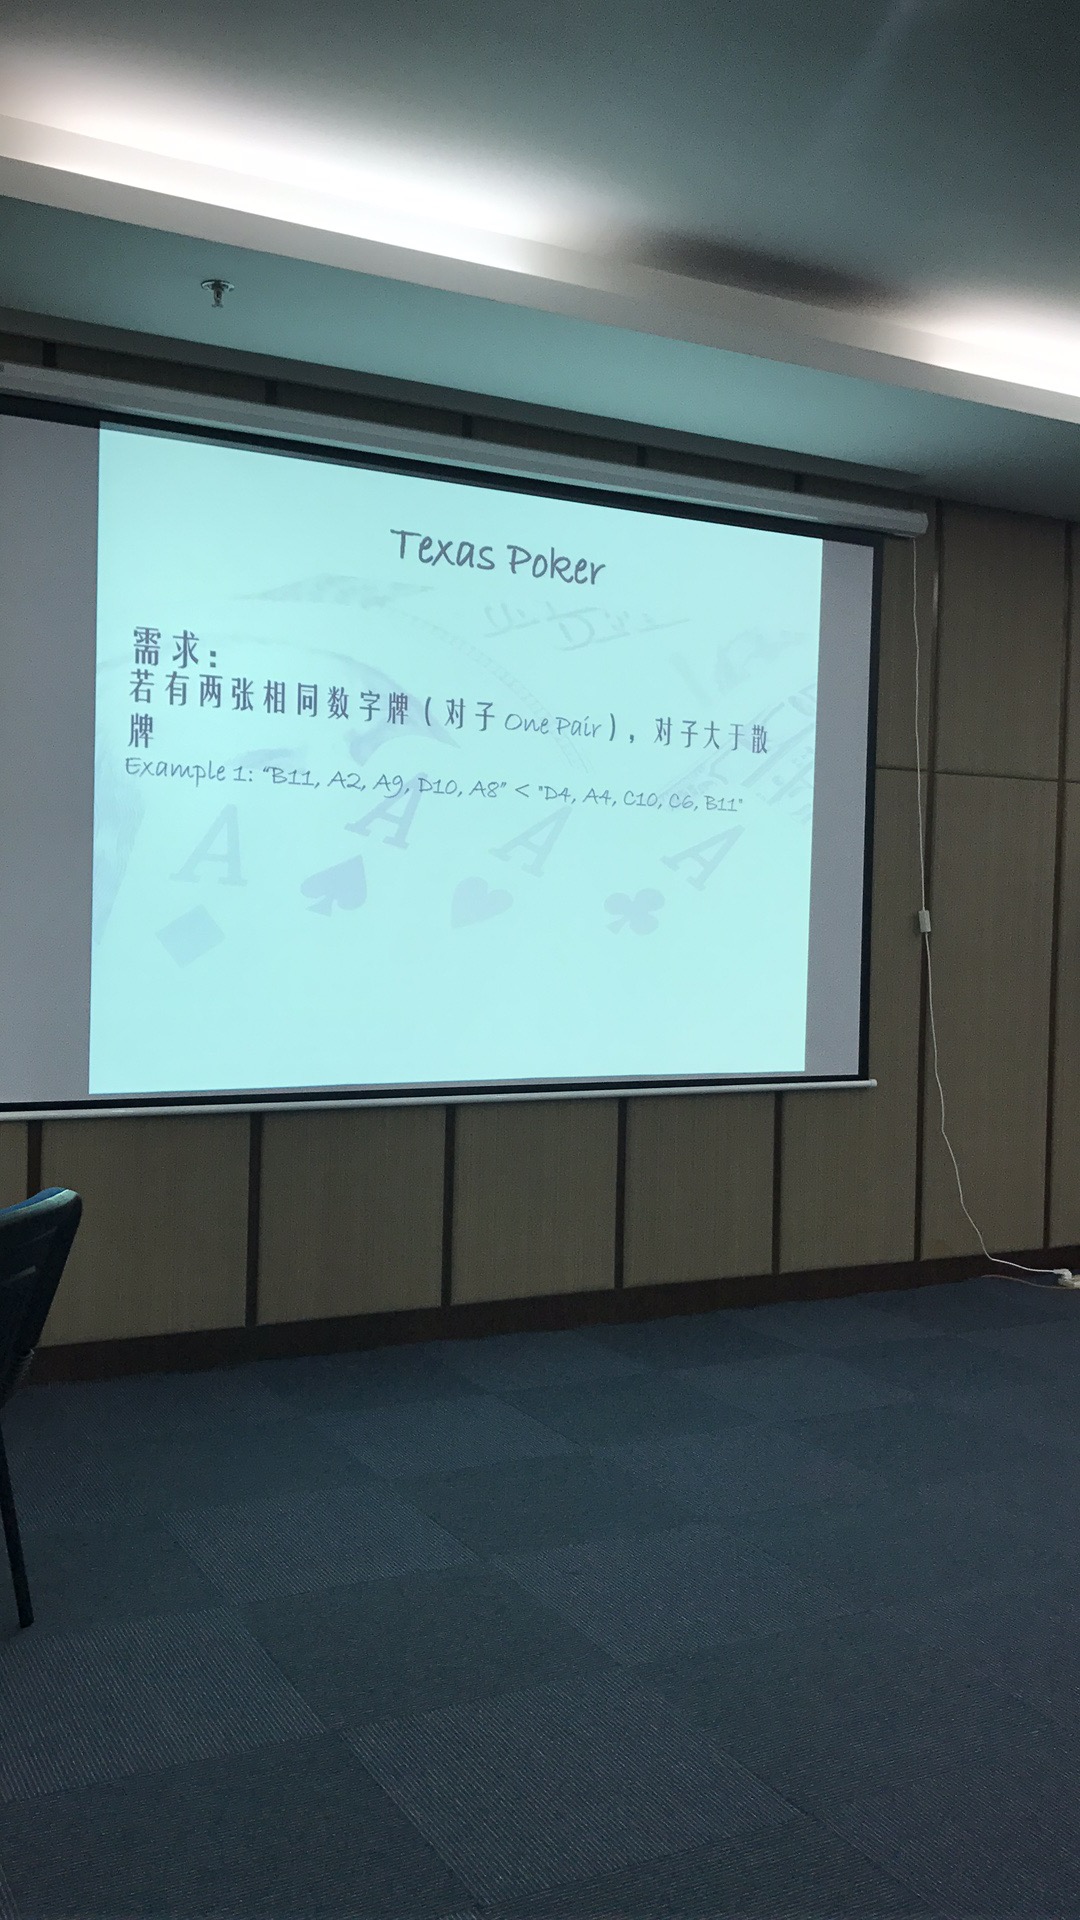 Texas Poker
需求：
若有两张相同数字牌（对子 One Pair），对子大于散
牌
Example 1: “B11, A2, A9, D10, A8” < "D4, A4, C10, C6, B11"
A A A A